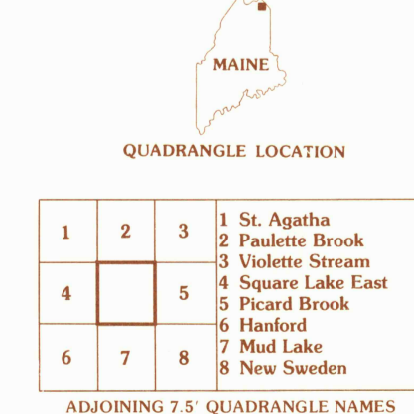 MAINE
QUADRANGLE LOCATION
1 2 3
4 5
6 7 8
1 St. Agatha
2 Paulette Brook
3 Violette Stream
4 Square Lake East
5 Picard Brook
6 Hanford
7 Mud Lake
8 New Sweden
ADJOINING 7.5′ QUADRANGLE NAMES